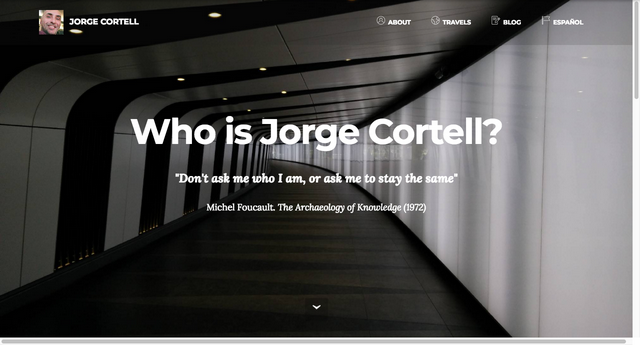 JORGE CORTELL
ABOUT
TRAVELS
BLOG
ESPAÑOL
Who is Jorge Cortell?
"Don't ask me who I am, or ask me to stay the same"
Michel Foucault. The Archaeology of Knowledge (1972)